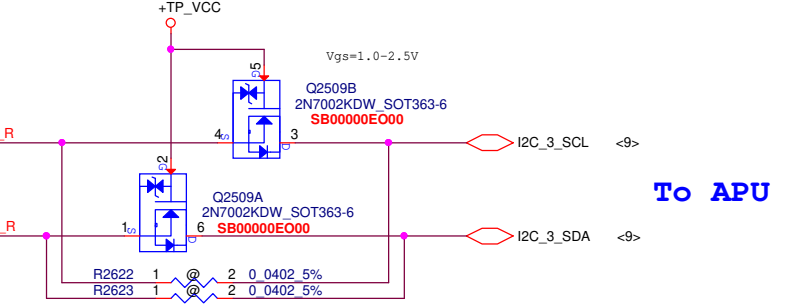 +TP_VCC
Vgs=1.0-2.5V
5
G
Q2509B
2N7002KDW_SOT363-6
SB00000EO00
_R
4
S
3
D
I2C_3_SCL
<9>
2
G
To APU
Q2509A
2N7002KDW_SOT363-6
SB00000EO00
_R
1
S
6
D
I2C_3_SDA
<9>
R2622 1 @ 2 0_0402_5%
R2623 1 @ 2 0_0402_5%